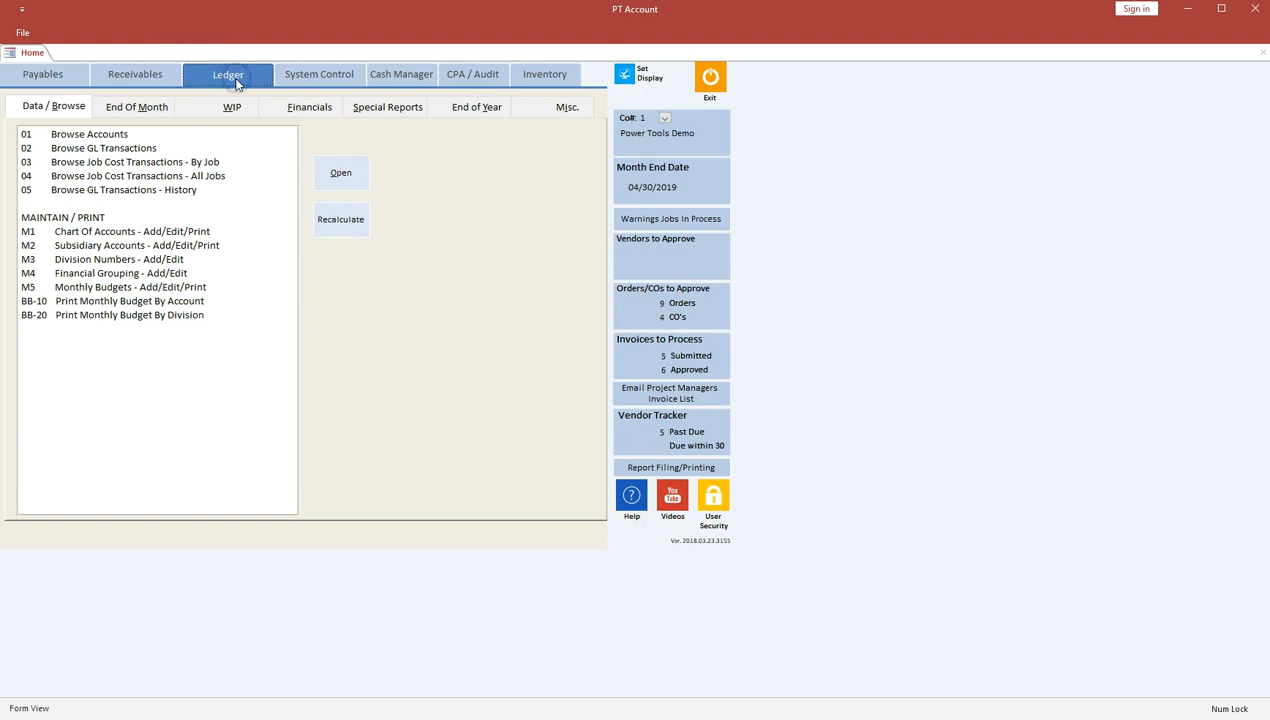 PT Account
Sign in
File
Home
Payables Receivables Ledger System Control Cash Manager CPA / Audit Inventory
Data / Browse End Of Month WIP Financials Special Reports End of Year Misc.
01 Browse Accounts
02 Browse GL Transactions
03 Browse Job Cost Transactions - By Job
04 Browse Job Cost Transactions - All Jobs
05 Browse GL Transactions - History
MAINTAIN / PRINT
M1 Chart Of Accounts - Add/Edit/Print
M2 Subsidiary Accounts - Add/Edit/Print
M3 Division Numbers - Add/Edit
M4 Financial Grouping - Add/Edit
M5 Monthly Budgets - Add/Edit/Print
BB-10 Print Monthly Budget By Account
BB-20 Print Monthly Budget By Division
Open
Recalculate
Set
Display
Exit
Co#: 1
Power Tools Demo
Month End Date
04/30/2019
Warnings Jobs In Process
Vendors to Approve
Orders/COs to Approve
9 Orders
4 CO's
Invoices to Process
5 Submitted
6 Approved
Email Project Managers
Invoice List
Vendor Tracker
5 Past Due
Due within 30
Report Filing/Printing
You
Tube
Help Videos User
Security
Ver. 2018.03.23.3155
Form View
Num Lock